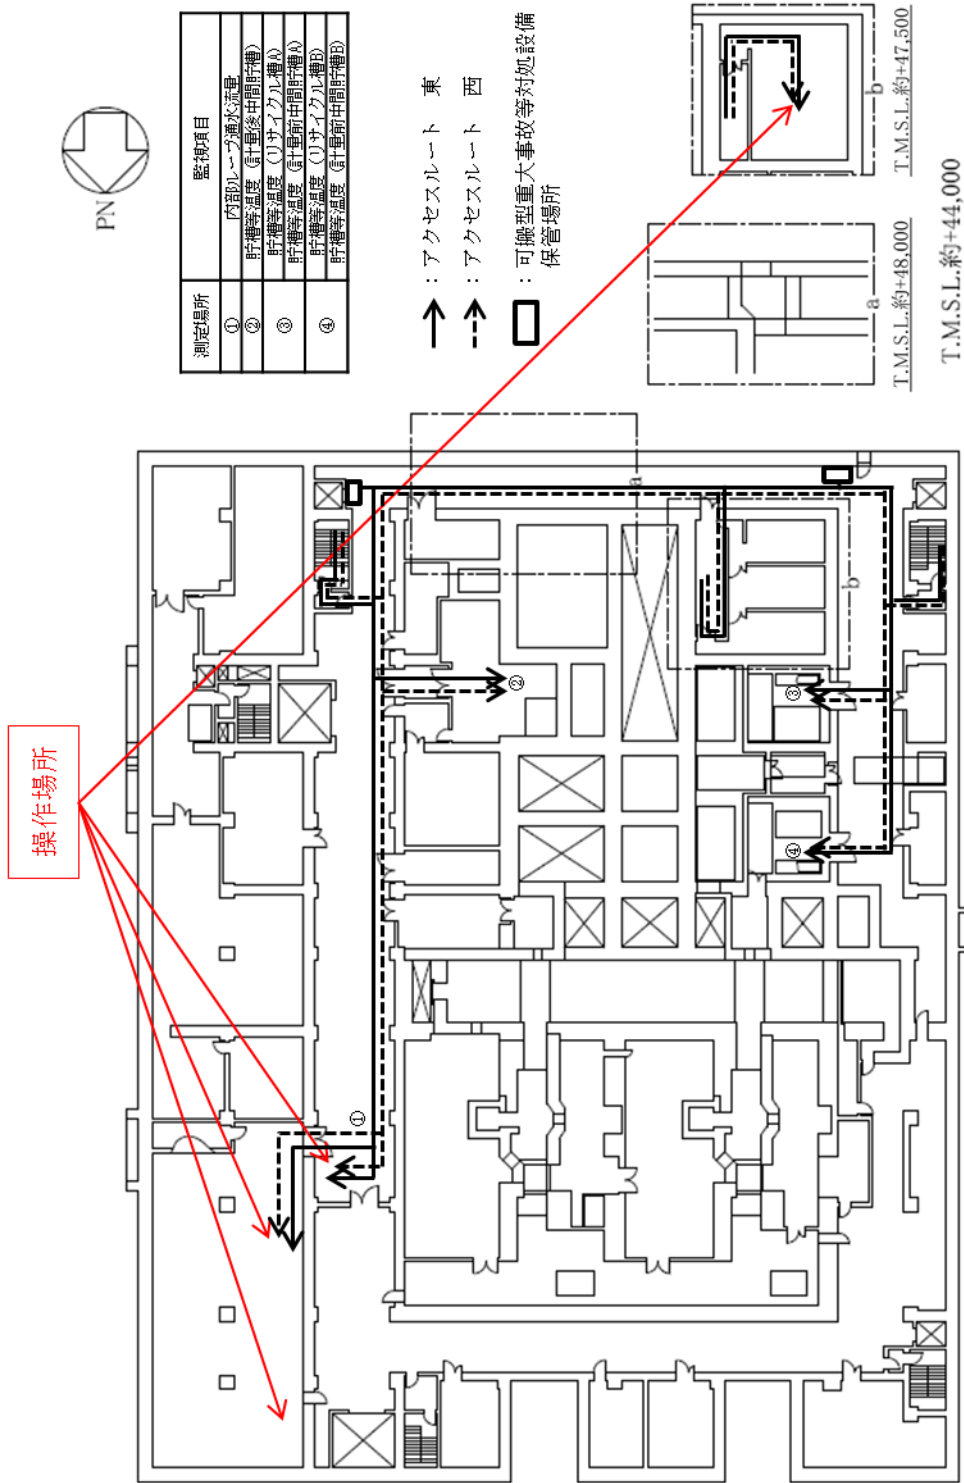 操作場所
PN
測定場所 監視項目
① 内部ループ通水流量
② 貯槽等温度（計量後中間貯槽）
③ 貯槽等温度（リサイクル槽A）
貯槽等温度（計量前中間貯槽A）
④ 貯槽等温度（リサイクル槽B）
貯槽等温度（計量前中間貯槽B）
：アクセスルート 東
：アクセスルート 西
：可搬型重大事故等対処設備
保管場所
a
T.M.S.L.約+48,000
b
T.M.S.L.約+47,500
T.M.S.L.約+44,000
①
②
③
④
a
b